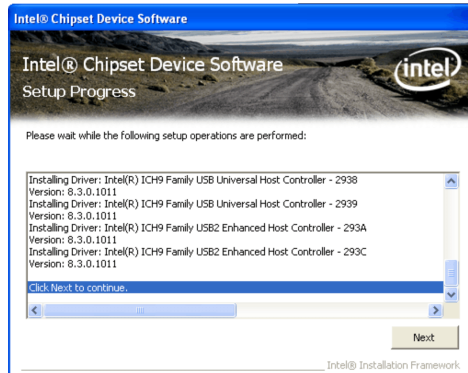 Intel® Chipset Device Software
Intel® Chipset Device Software
intel
Setup Progress
Please wait while the following setup operations are performed:
Installing Driver: Intel(R) ICH9 Family USB Universal Host Controller - 2938
Version: 8.3.0.1011
Installing Driver: Intel(R) ICH9 Family USB Universal Host Controller - 2939
Version: 8.3.0.1011
Installing Driver: Intel(R) ICH9 Family USB2 Enhanced Host Controller - 293A
Version: 8.3.0.1011
Installing Driver: Intel(R) ICH9 Family USB2 Enhanced Host Controller - 293C
Version: 8.3.0.1011
Click Next to continue.
Next
Intel® Installation Framework